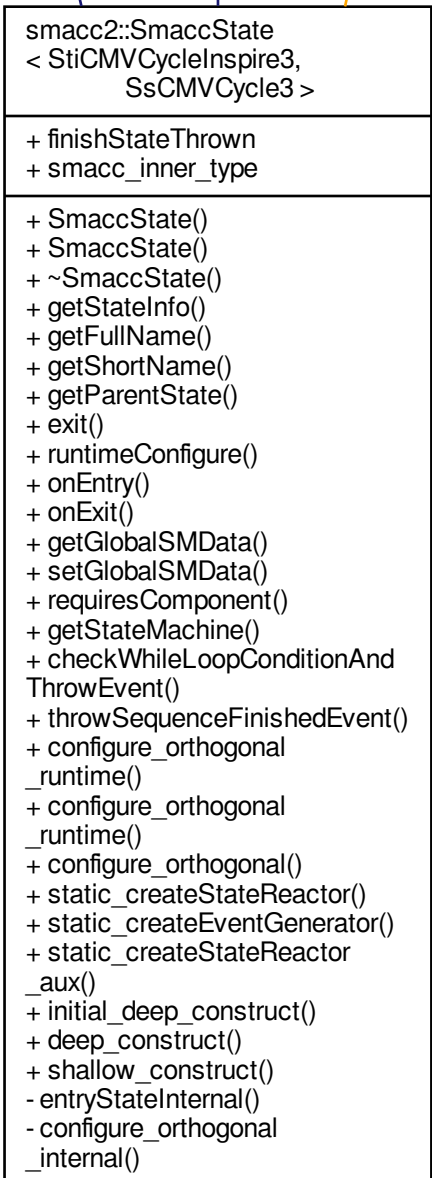 smacc2::SmaccState
< StiCMVCycleInspire3,
SsCMVCycle3 >
+ finishStateThrown
+ smacc_inner_type
+ SmaccState()
+ SmaccState()
+ ~SmaccState()
+ getStateInfo()
+ getFullName()
+ getShortName()
+ getParentState()
+ exit()
+ runtimeConfigure()
+ onEntry()
+ onExit()
+ getGlobalSMData()
+ setGlobalSMData()
+ requiresComponent()
+ getStateMachine()
+ checkWhileLoopConditionAnd
ThrowEvent()
+ throwSequenceFinishedEvent()
+ configure_orthogonal
_runtime()
+ configure_orthogonal
_runtime()
+ configure_orthogonal()
+ static_createStateReactor()
+ static_createEventGenerator()
+ static_createStateReactor
_aux()
+ initial_deep_construct()
+ deep_construct()
+ shallow_construct()
- entryStateInternal()
- configure_orthogonal
_internal()